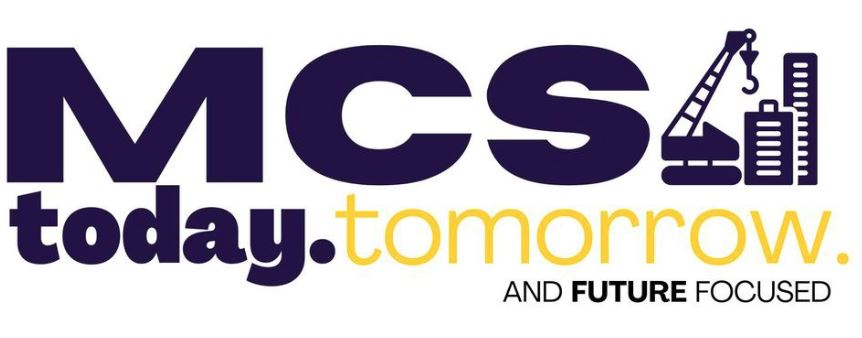 MCS
today.tomorrow.
AND FUTURE FOCUSED